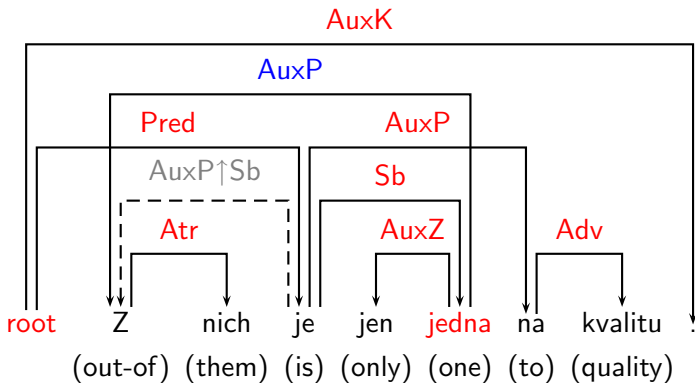 AuxK
AuxP
Pred AuxP
AuxP↑Sb Sb
Atr AuxZ Adv
root Z nich je jen jedna na kvalitu .
(out-of) (them) (is) (only) (one) (to) (quality)